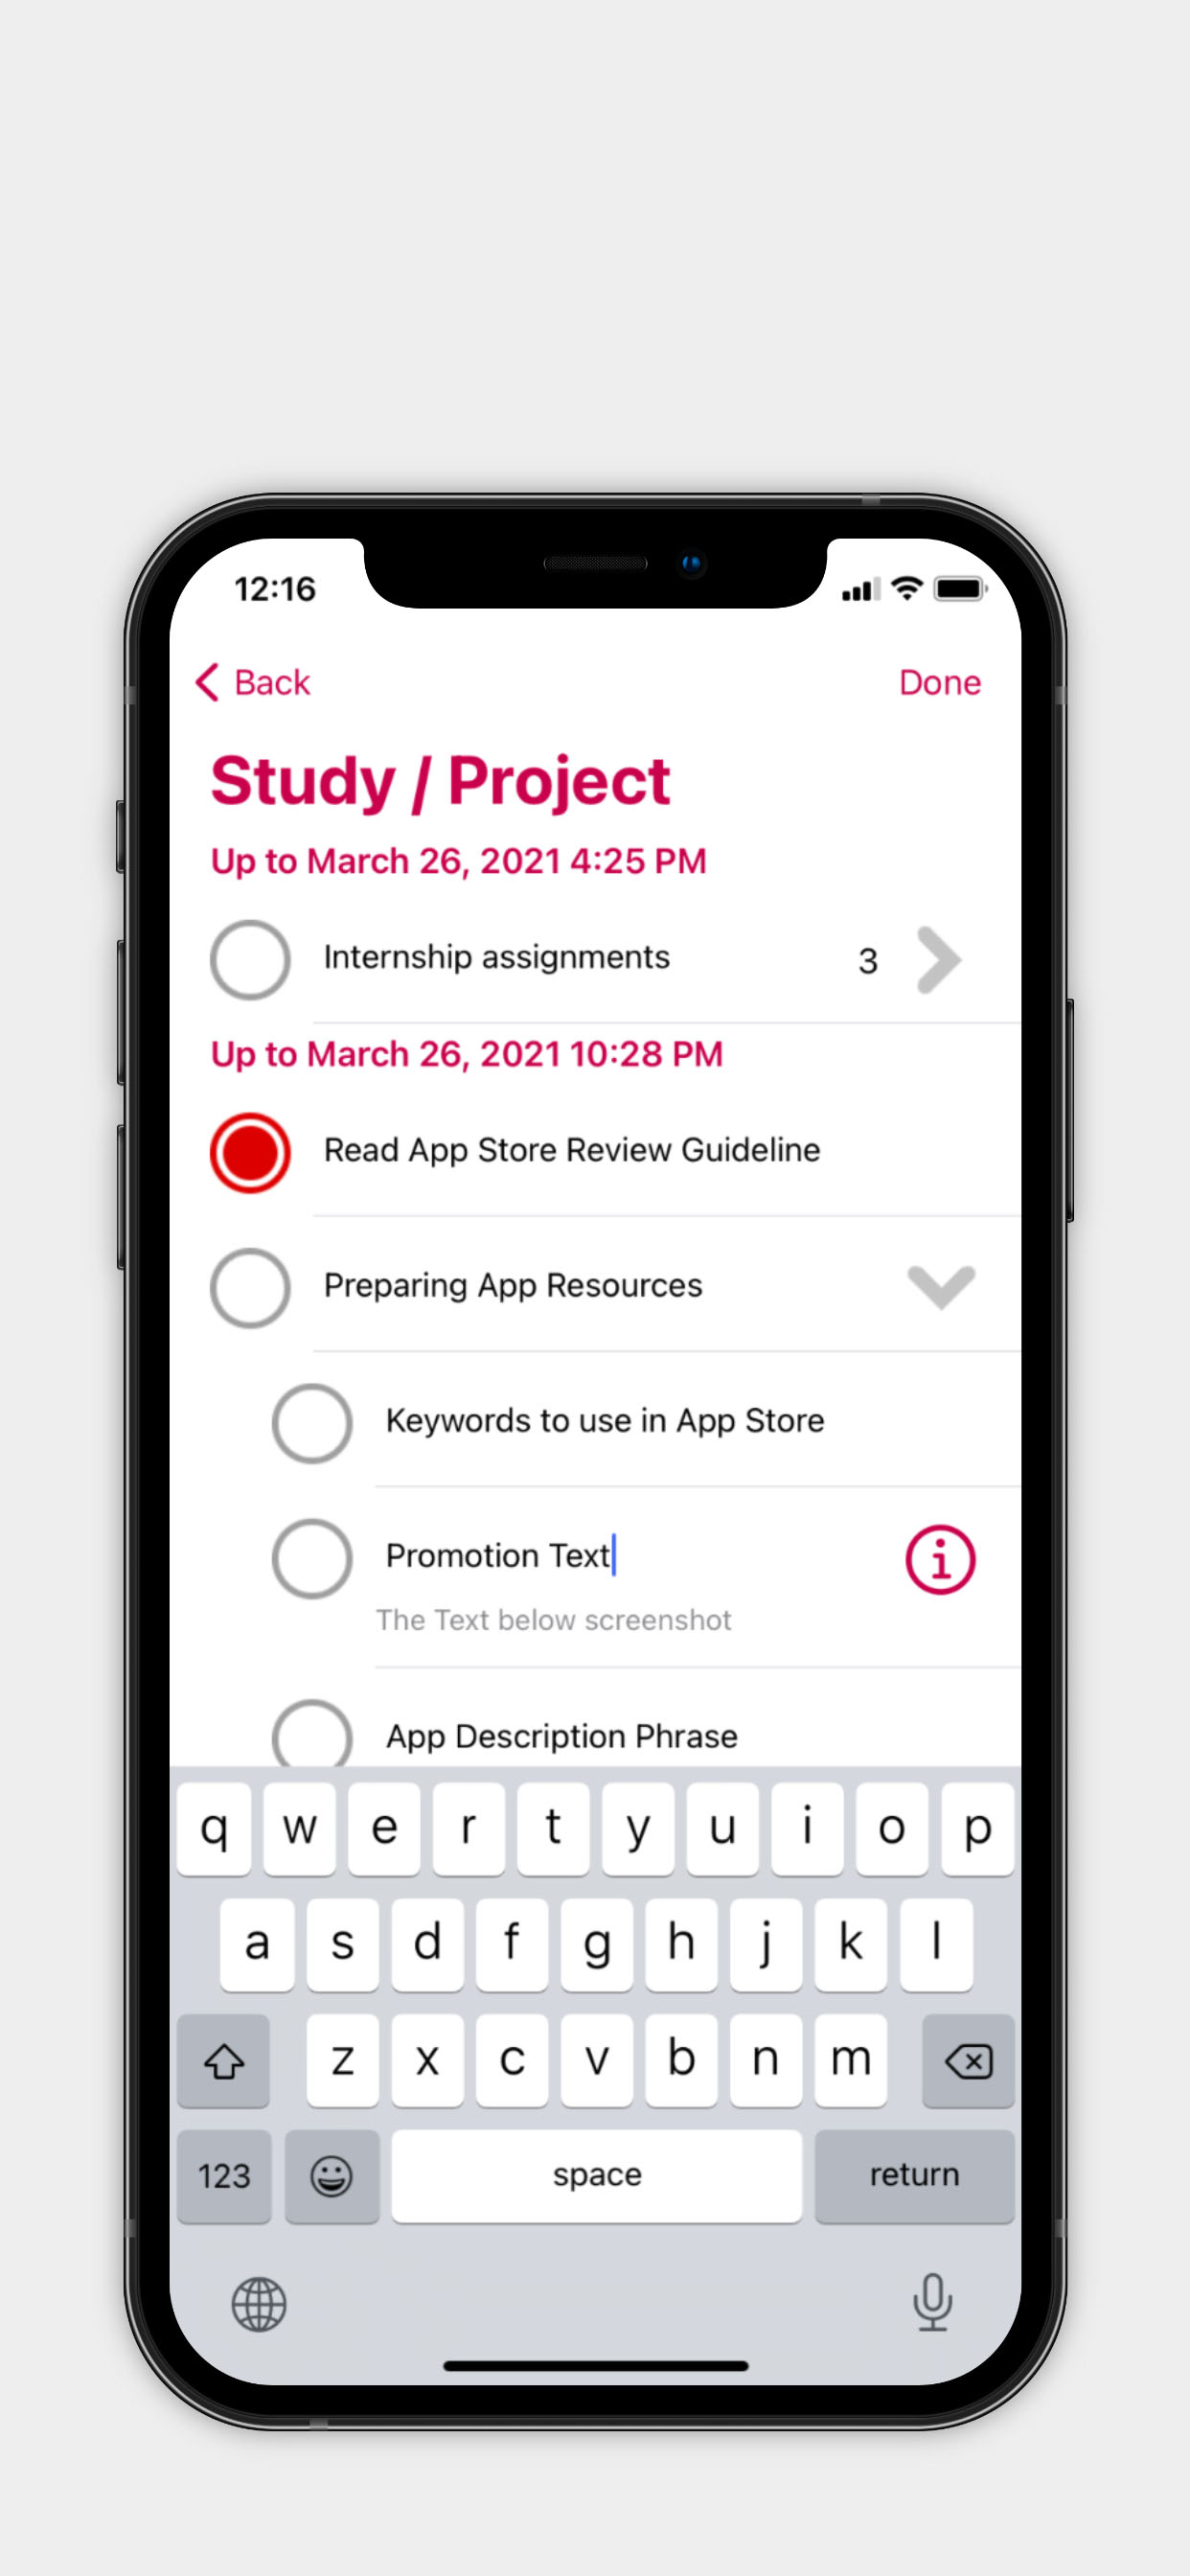 12:16
Back
Done
Study / Project
Up to March 26, 2021 4:25 PM
Internship assignments 3
Up to March 26, 2021 10:28 PM
Read App Store Review Guideline
Preparing App Resources
Keywords to use in App Store
Promotion Text
The Text below screenshot
App Description Phrase
q w e r t y u i o p
a s d f g h j k l
z x c v b n m
123 space return